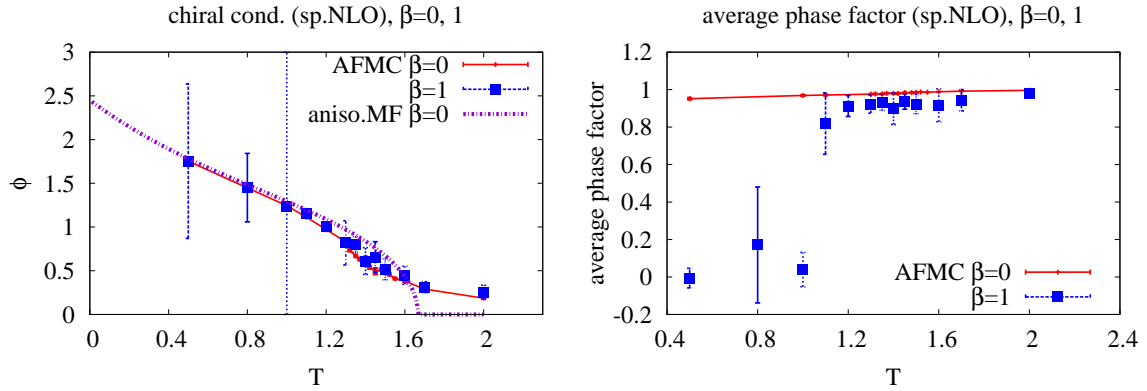 chiral cond. (sp.NLO), β=0, 1
3
2.5
2
1.5
1
0.5
0
ϕ
AFMC β=0
β=1
aniso.MF β=0
0 0.4 0.8 1.2 1.6 2
T
average phase factor (sp.NLO), β=0, 1
1.2
1
0.8
0.6
0.4
0.2
0
-0.2
average phase factor
AFMC β=0
β=1
0.4 0.8 1.2 1.6 2 2.4
T